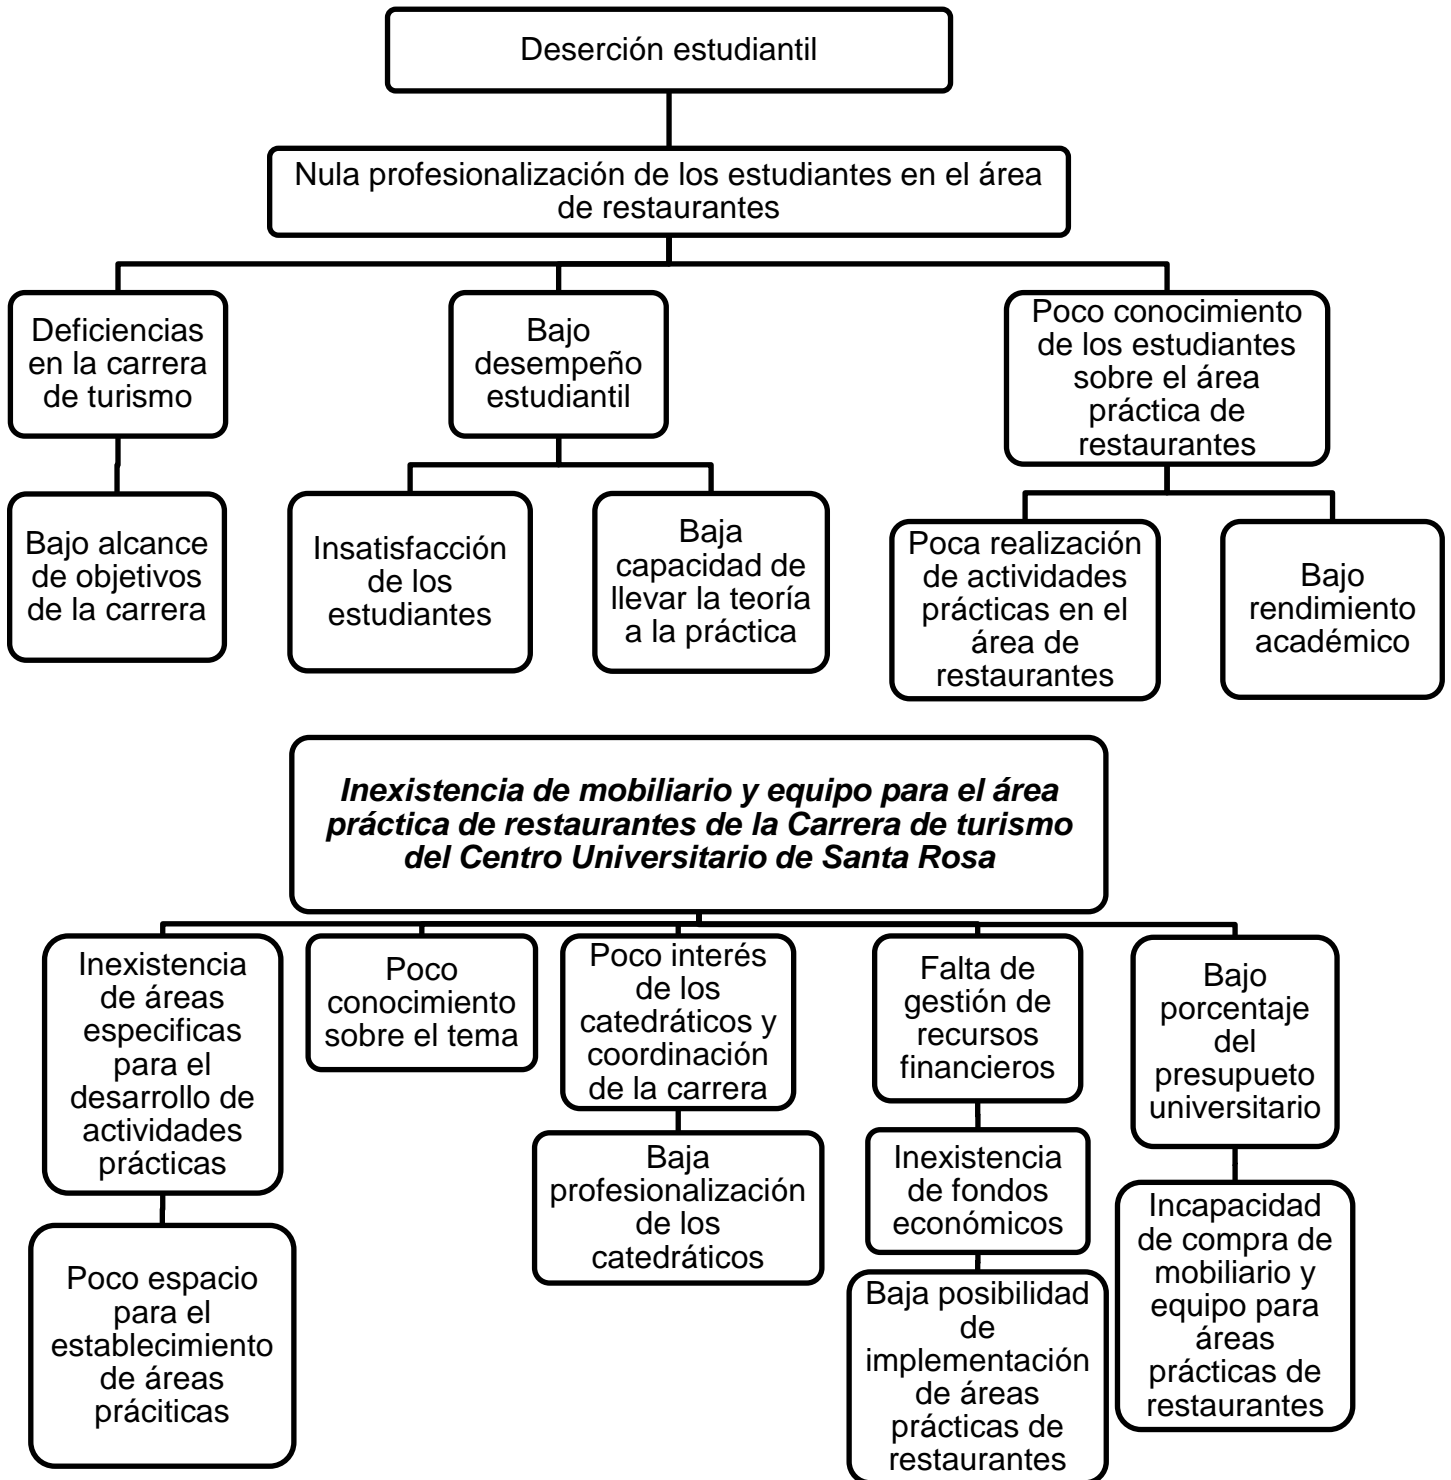 Deserción estudiantil
Nula profesionalización de los estudiantes en el área
de restaurantes
Deficiencias
en la carrera
de turismo
Bajo
desempeño
estudiantil
Poco conocimiento
de los estudiantes
sobre el área
práctica de
restaurantes
Bajo alcance
de objetivos
de la carrera
Insatisfacción
de los
estudiantes
Baja
capacidad de
llevar la teoría
a la práctica
Poca realización
de actividades
prácticas en el
área de
restaurantes
Bajo
rendimiento
académico
Inexistencia de mobiliario y equipo para el área
práctica de restaurantes de la Carrera de turismo
del Centro Universitario de Santa Rosa
Inexistencia
de áreas
especificas
para el
desarrollo de
actividades
prácticas
Poco
conocimiento
sobre el tema
Poco interés
de los
catedráticos y
coordinación
de la carrera
Falta de
gestión de
recursos
financieros
Bajo
porcentaje
del
presupueto
universitario
Poco espacio
para el
establecimiento
de áreas
práciticas
Baja
profesionalización
de los
catedráticos
Inexistencia
de fondos
económicos
Baja posibilidad
de
implementación
de áreas
prácticas de
restaurantes
Incapacidad
de compra de
mobiliario y
equipo para
áreas
prácticas de
restaurantes